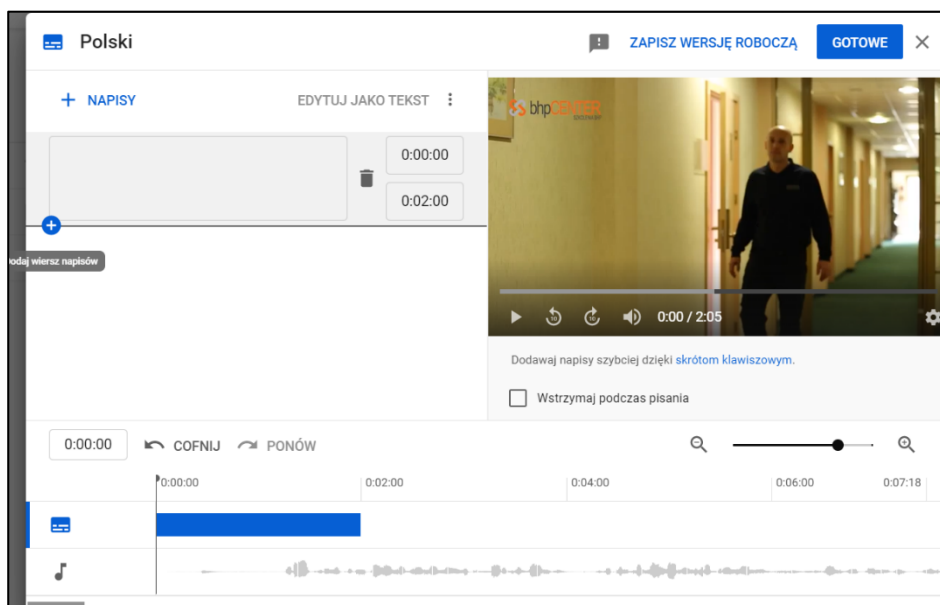 Polski
ZAPISZ WERSJĘ ROBOCZĄ
GOTOWE
+ NAPISY
EDYTUJ JAKO TEKST
bhpCENTER
0:00:00
0:02:00
odaj wiersz napisów
0:00 / 2:05
Dodawaj napisy szybciej dzięki skrótom klawiszowym.
Wstrzymaj podczas pisania
0:00:00 COFNIJ PONÓW
0:00:00 0:02:00 0:04:00 0:06:00 0:07:18